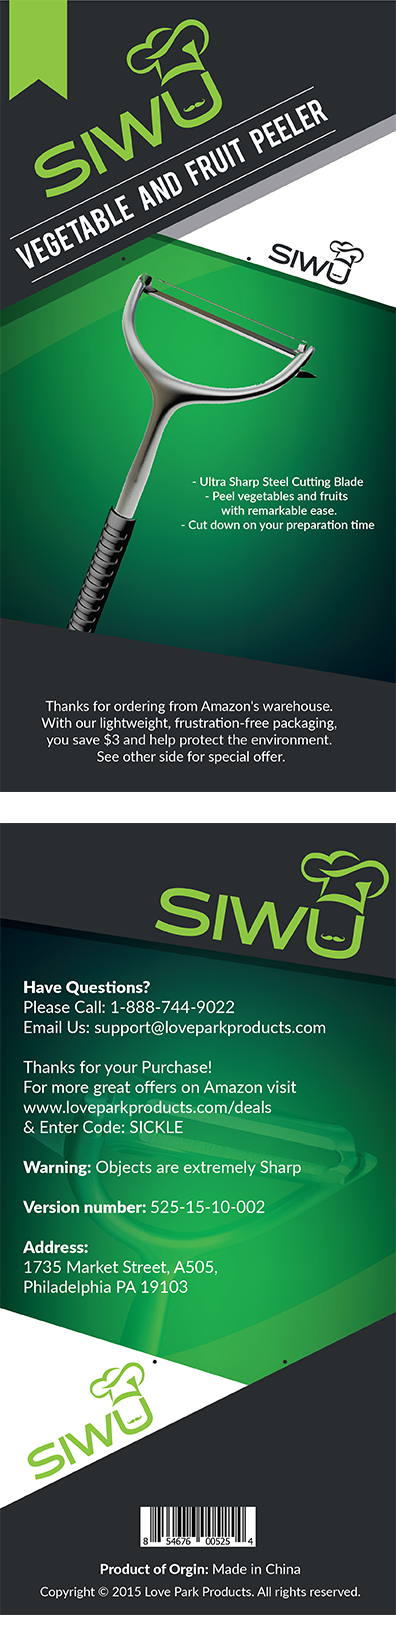 SIWU
VEGETABLE AND FRUIT PEELER
SIWU
- Ultra Sharp Steel Cutting Blade
- Peel vegetables and fruits
with remarkable ease.
- Cut down on your preparation time
Thanks for ordering from Amazon's warehouse.
With our lightweight, frustration-free packaging,
you save $3 and help protect the environment.
See other side for special offer.
SIWU
Have Questions?
Please Call: 1-888-744-9022
Email Us: support@loveparkproducts.com
Thanks for your Purchase!
For more great offers on Amazon visit
www.loveparkproducts.com/deals
& Enter Code: SICKLE
Warning: Objects are extremely Sharp
Version number: 525-15-10-002
Address:
1735 Market Street, A505,
Philadelphia PA 19103
SIWU
8 54676 00525 4
Product of Orgin: Made in China
Copyright © 2015 Love Park Products. All rights reserved.